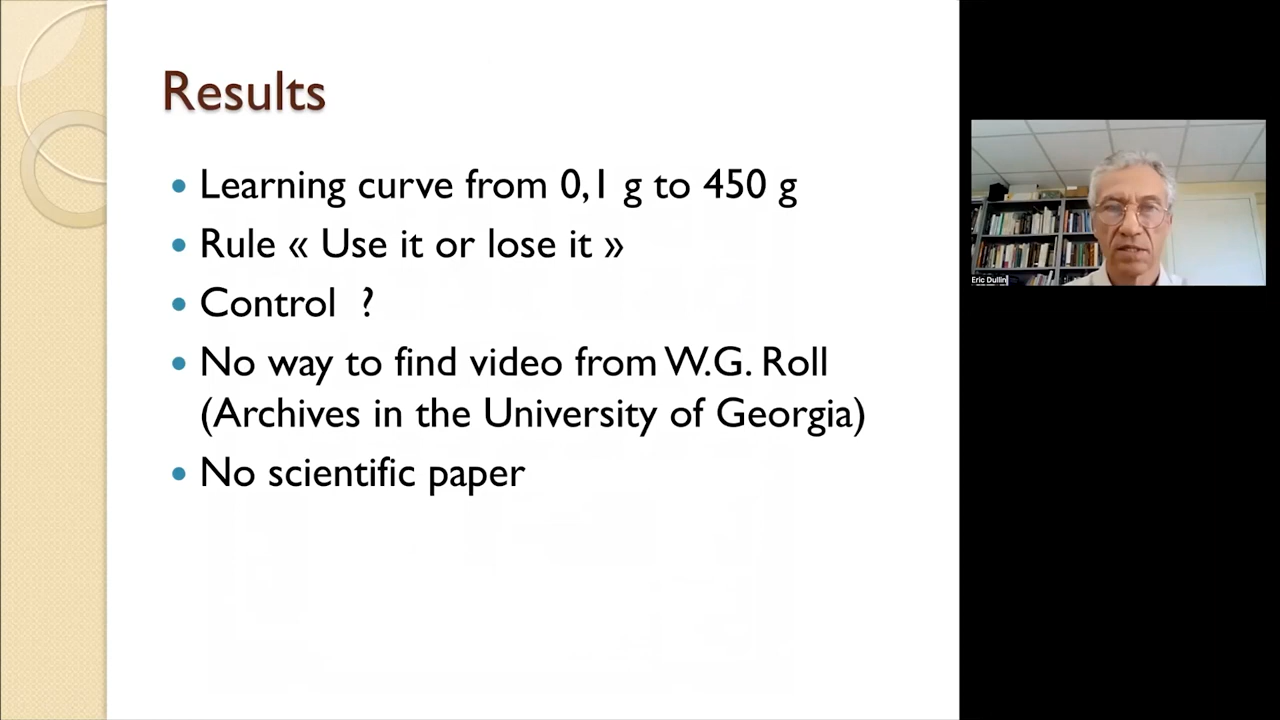 Results
Learning curve from 0,1 g to 450 g
Rule « Use it or lose it »
Control ?
No way to find video from W.G. Roll
(Archives in the University of Georgia)
No scientific paper
Eric Dullin